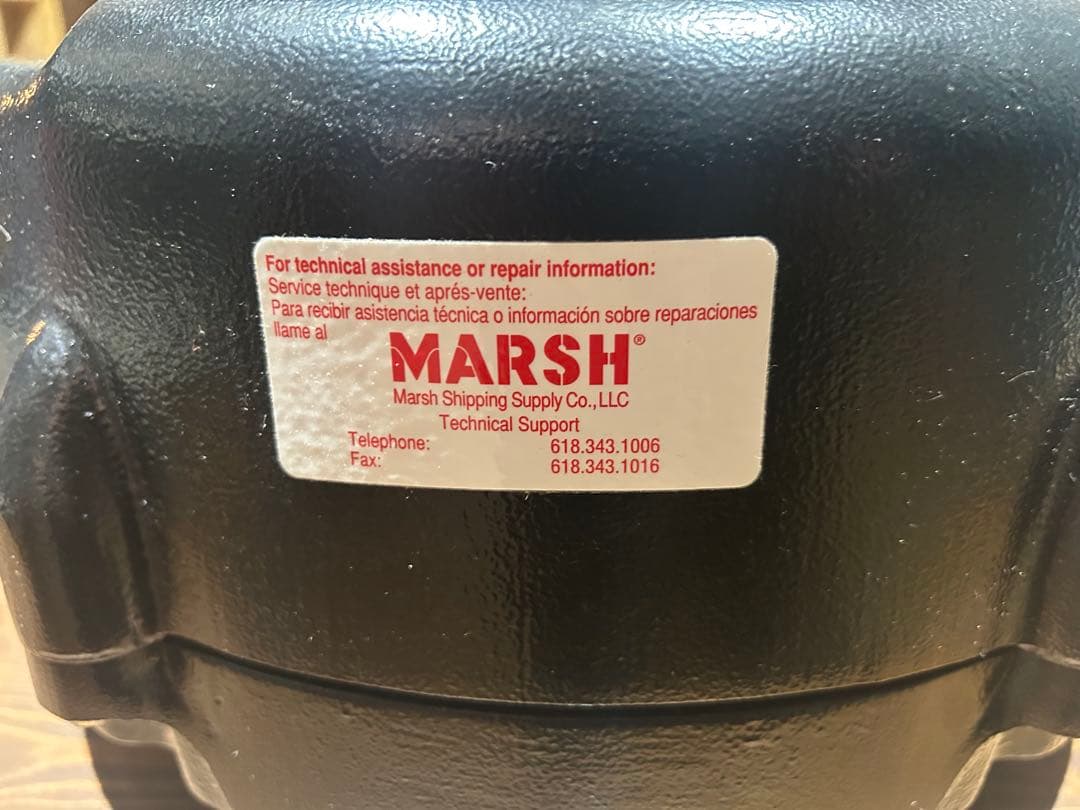 For technical assistance or repair information:
Service technique et aprés-vente:
Para recibir asistencia técnica o información sobre reparaciones
llame al
MARSH®
Marsh Shipping Supply Co., LLC
Technical Support
Telephone: 618.343.1006
Fax: 618.343.1016